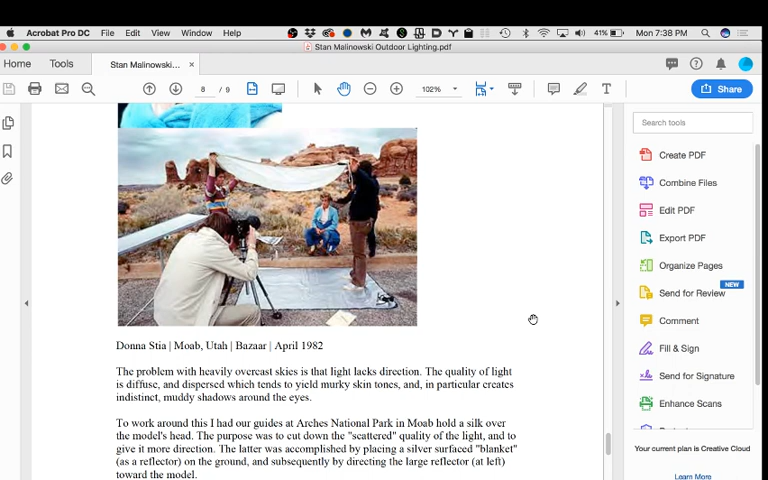 Acrobat Pro DC File Edit View Window Help 41% Mon 7:38 PM
Stan Malinowski Outdoor Lighting.pdf
Home Tools Stan Malinowski... ×
8 / 9 102% Share
Search tools
Create PDF
Combine Files
Edit PDF
Export PDF
Organize Pages
NEW
Send for Review
Comment
Fill & Sign
Send for Signature
Enhance Scans
Your current plan is Creative Cloud
Learn More
Donna Stia | Moab, Utah | Bazaar | April 1982
The problem with heavily overcast skies is that light lacks direction. The quality of light
is diffuse, and dispersed which tends to yield murky skin tones, and, in particular creates
indistinct, muddy shadows around the eyes.
To work around this I had our guides at Arches National Park in Moab hold a silk over
the model's head. The purpose was to cut down the "scattered" quality of the light, and to
give it more direction. The latter was accomplished by placing a silver surfaced "blanket"
(as a reflector) on the ground, and subsequently by directing the large reflector (at left)
toward the model.